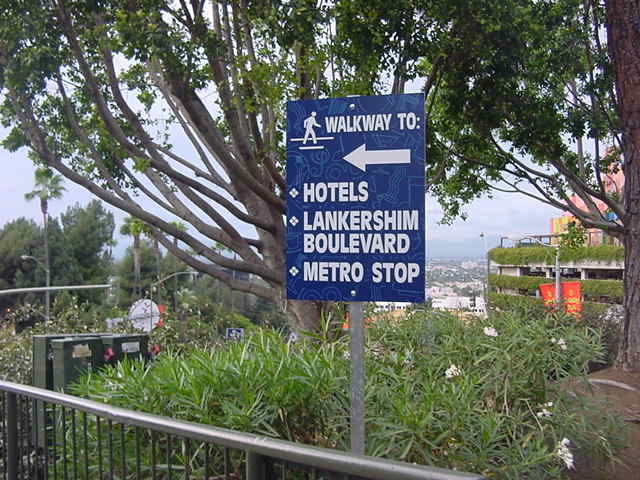 WALKWAY TO:
HOTELS
LANKERSHIM
BOULEVARD
METRO STOP